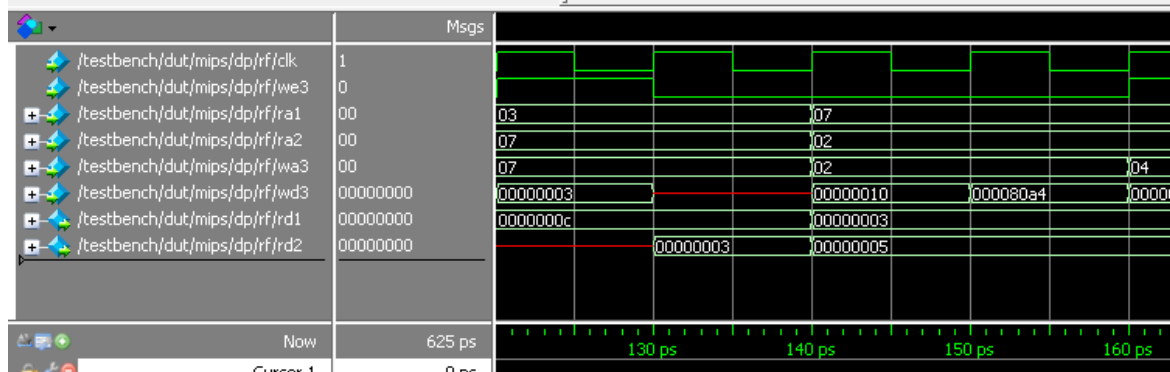 Msgs
/testbench/dut/mips/dp/rf/clk 1
/testbench/dut/mips/dp/rf/we3 0
/testbench/dut/mips/dp/rf/ra1 00 03 07
/testbench/dut/mips/dp/rf/ra2 00 07 02
/testbench/dut/mips/dp/rf/wa3 00 07 02 04
/testbench/dut/mips/dp/rf/wd3 00000000 00000003 00000010 000080a4 0000
/testbench/dut/mips/dp/rf/rd1 00000000 0000000c 00000003
/testbench/dut/mips/dp/rf/rd2 00000000 00000003 00000005
Now 625 ps 130 ps 140 ps 150 ps 160 ps
Cursor 1 0 ps